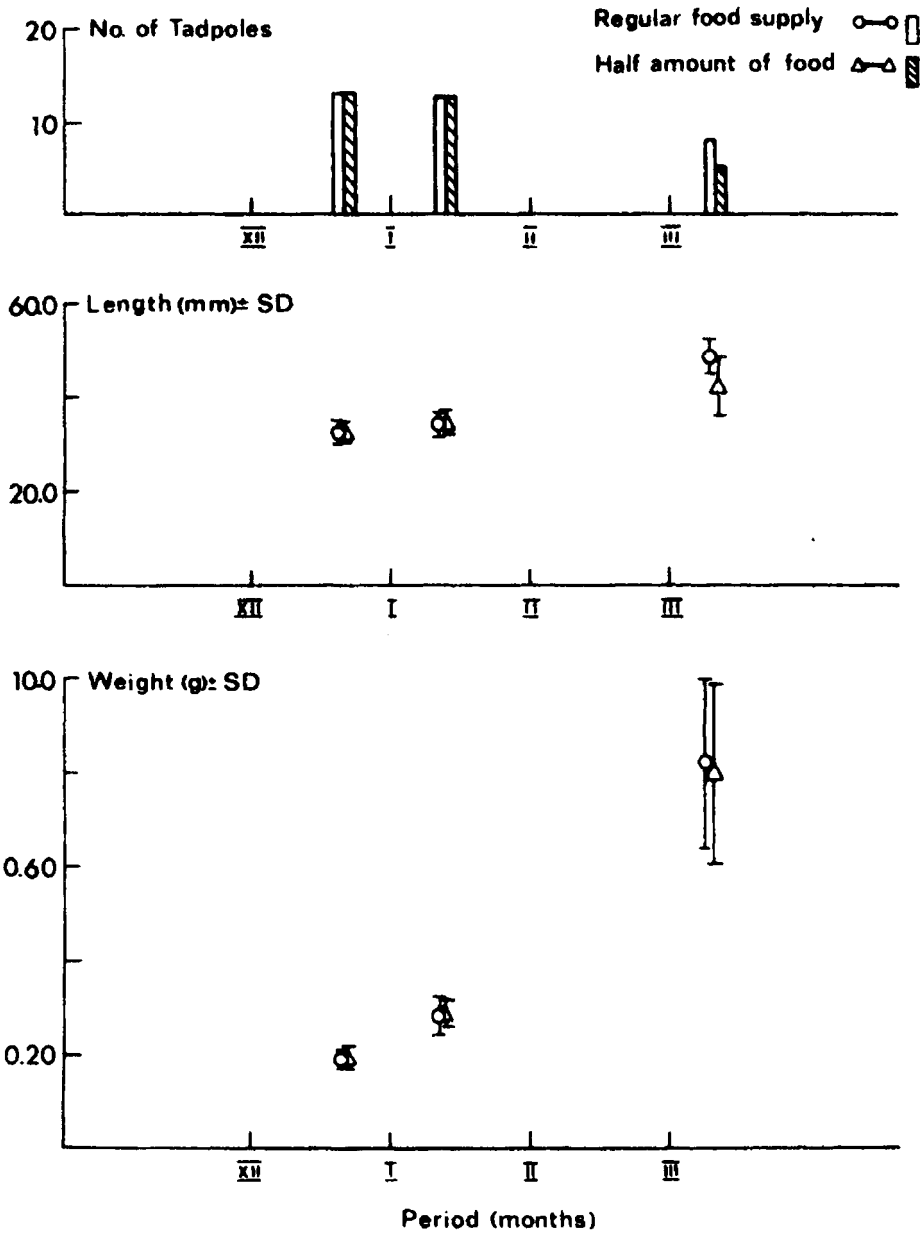 Regular food supply
Half amount of food
No. of Tadpoles
20
10
XII I II III
Length (mm)± SD
60.0
20.0
XII I II III
Weight (g)± SD
10.0
0.60
0.20
XII I II III
Period (months)